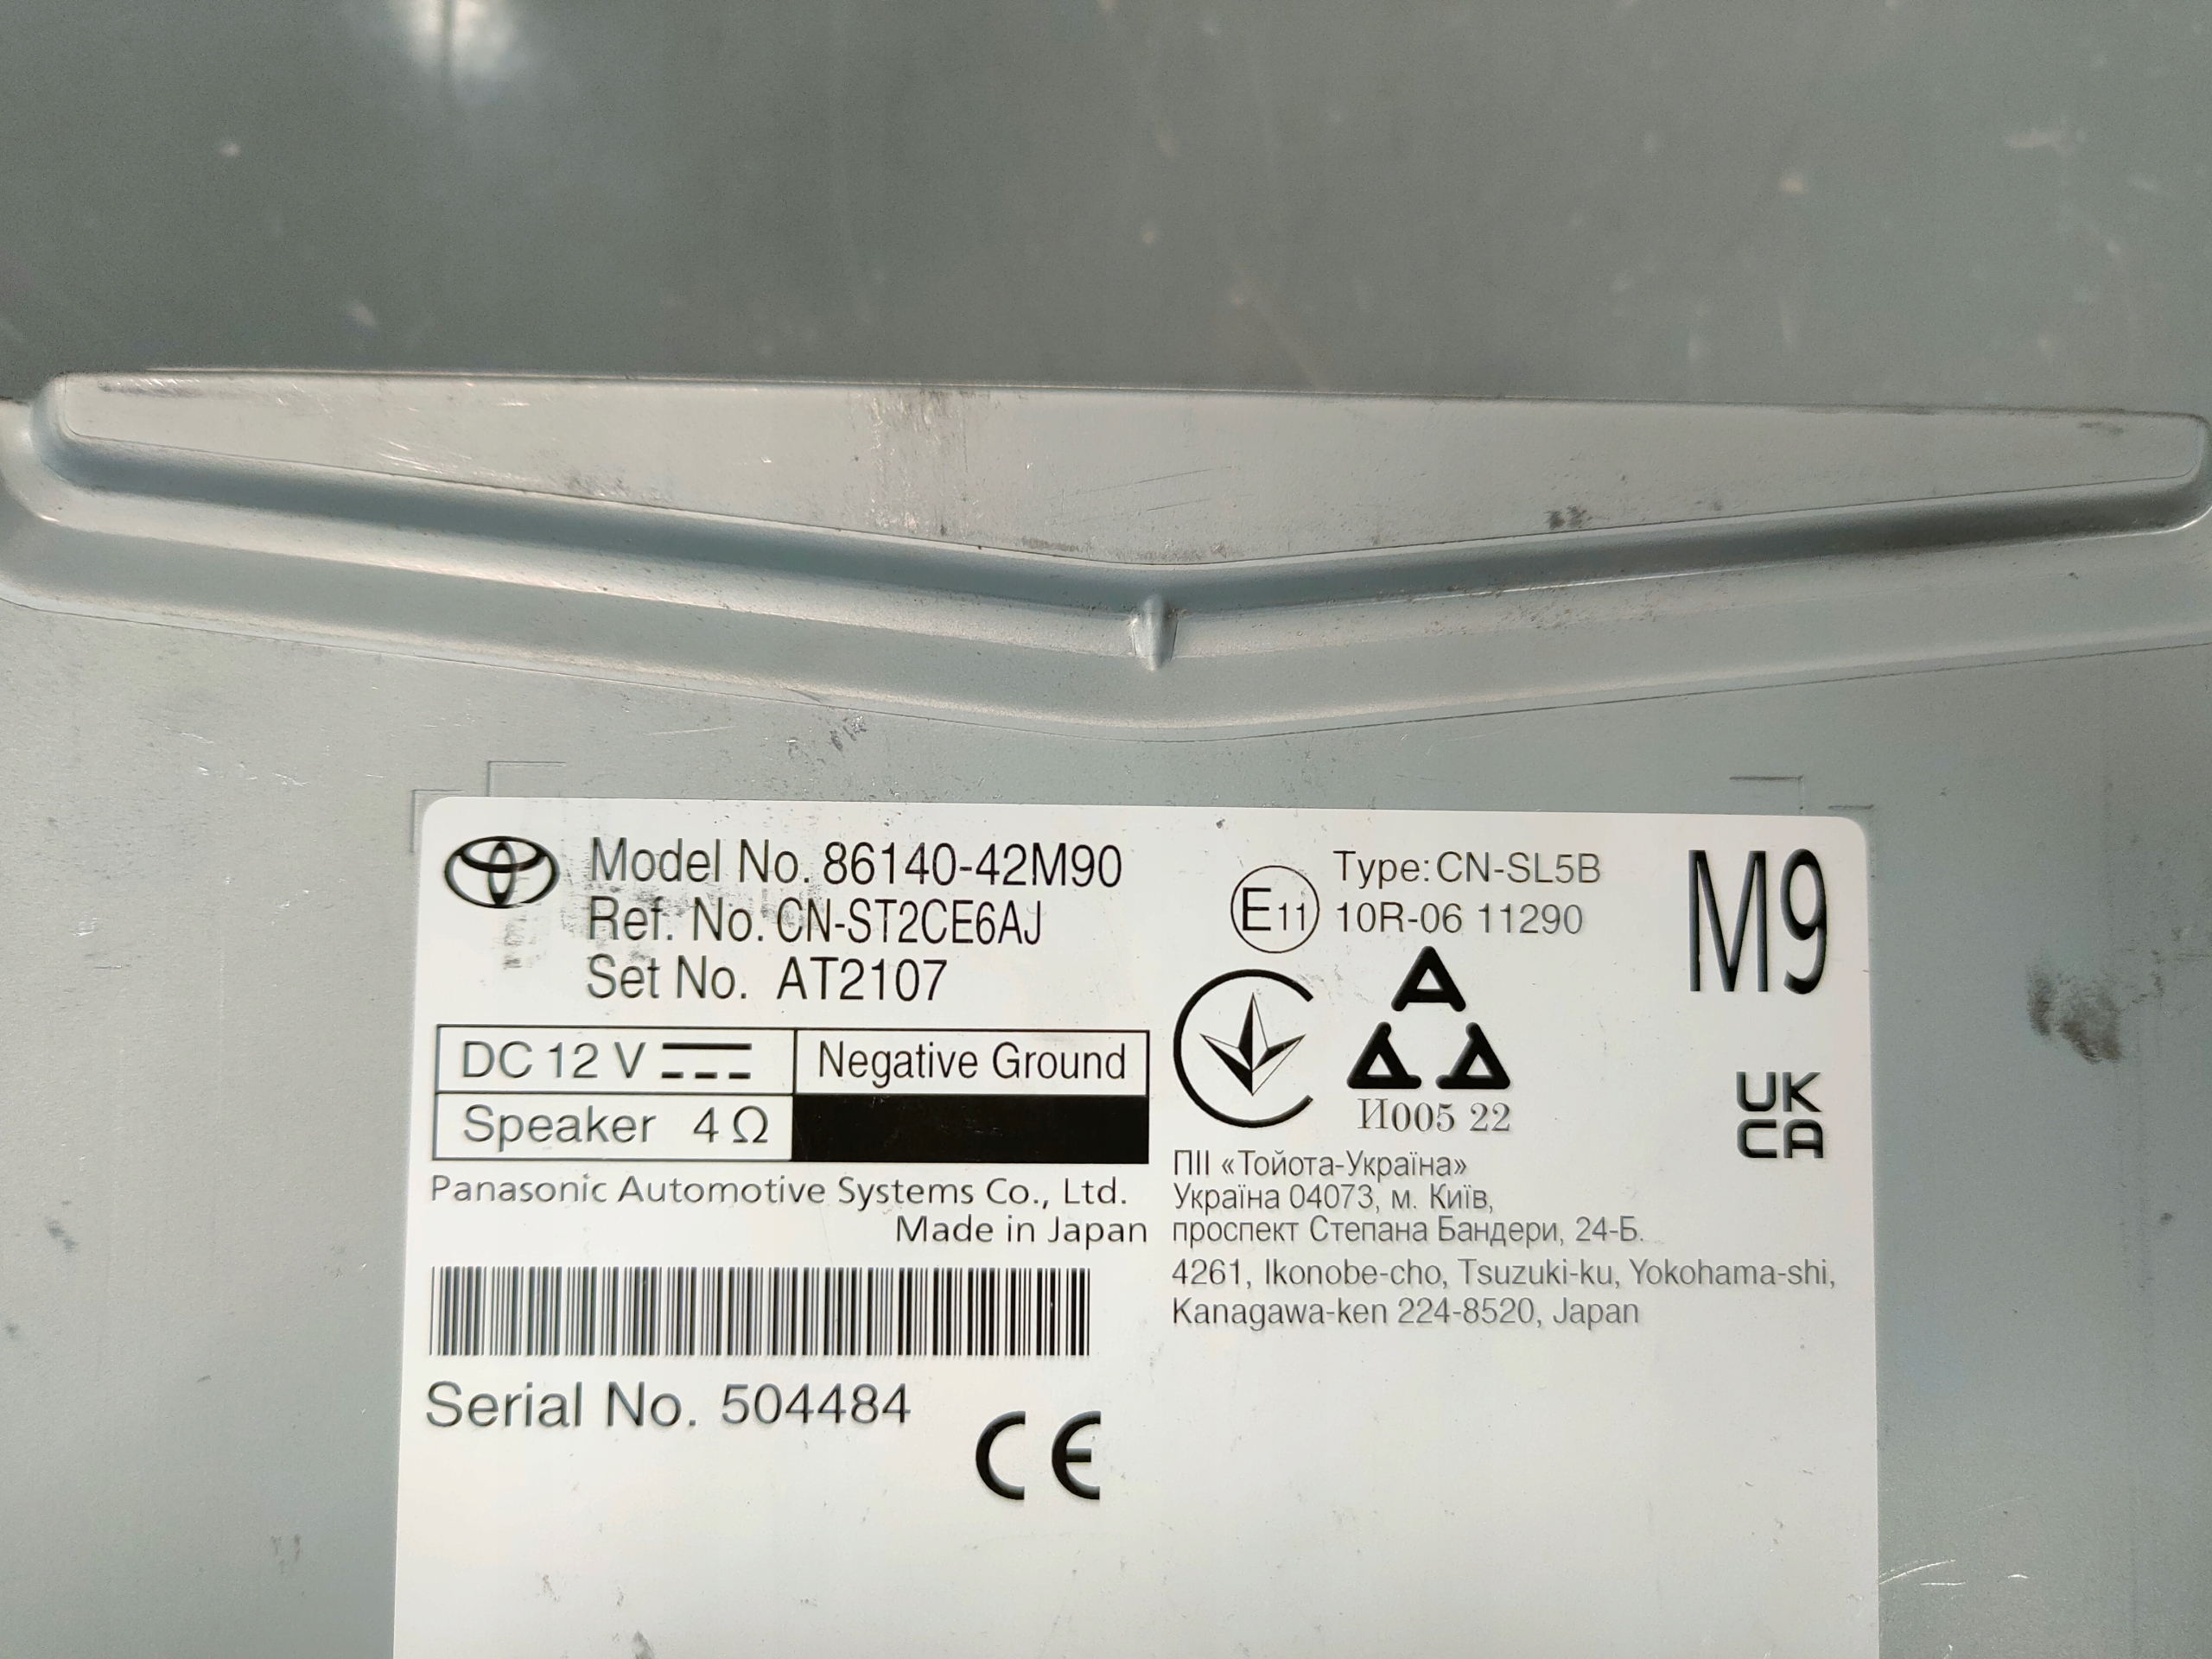 Model No. 86140-42M90
Ref. No. CN-ST2CE6AJ
Set No. AT2107
DC 12 V Negative Ground
Speaker 4 Ω
Panasonic Automotive Systems Co., Ltd.
Made in Japan
Serial No. 504484
CE
E11
Type: CN-SL5B
10R-06 11290
M9
И005 22
UK
CA
ПІІ «Тойота-Україна»
Україна 04073, м. Київ,
проспект Степана Бандери, 24-Б.
4261, Ikonobe-cho, Tsuzuki-ku, Yokohama-shi,
Kanagawa-ken 224-8520, Japan